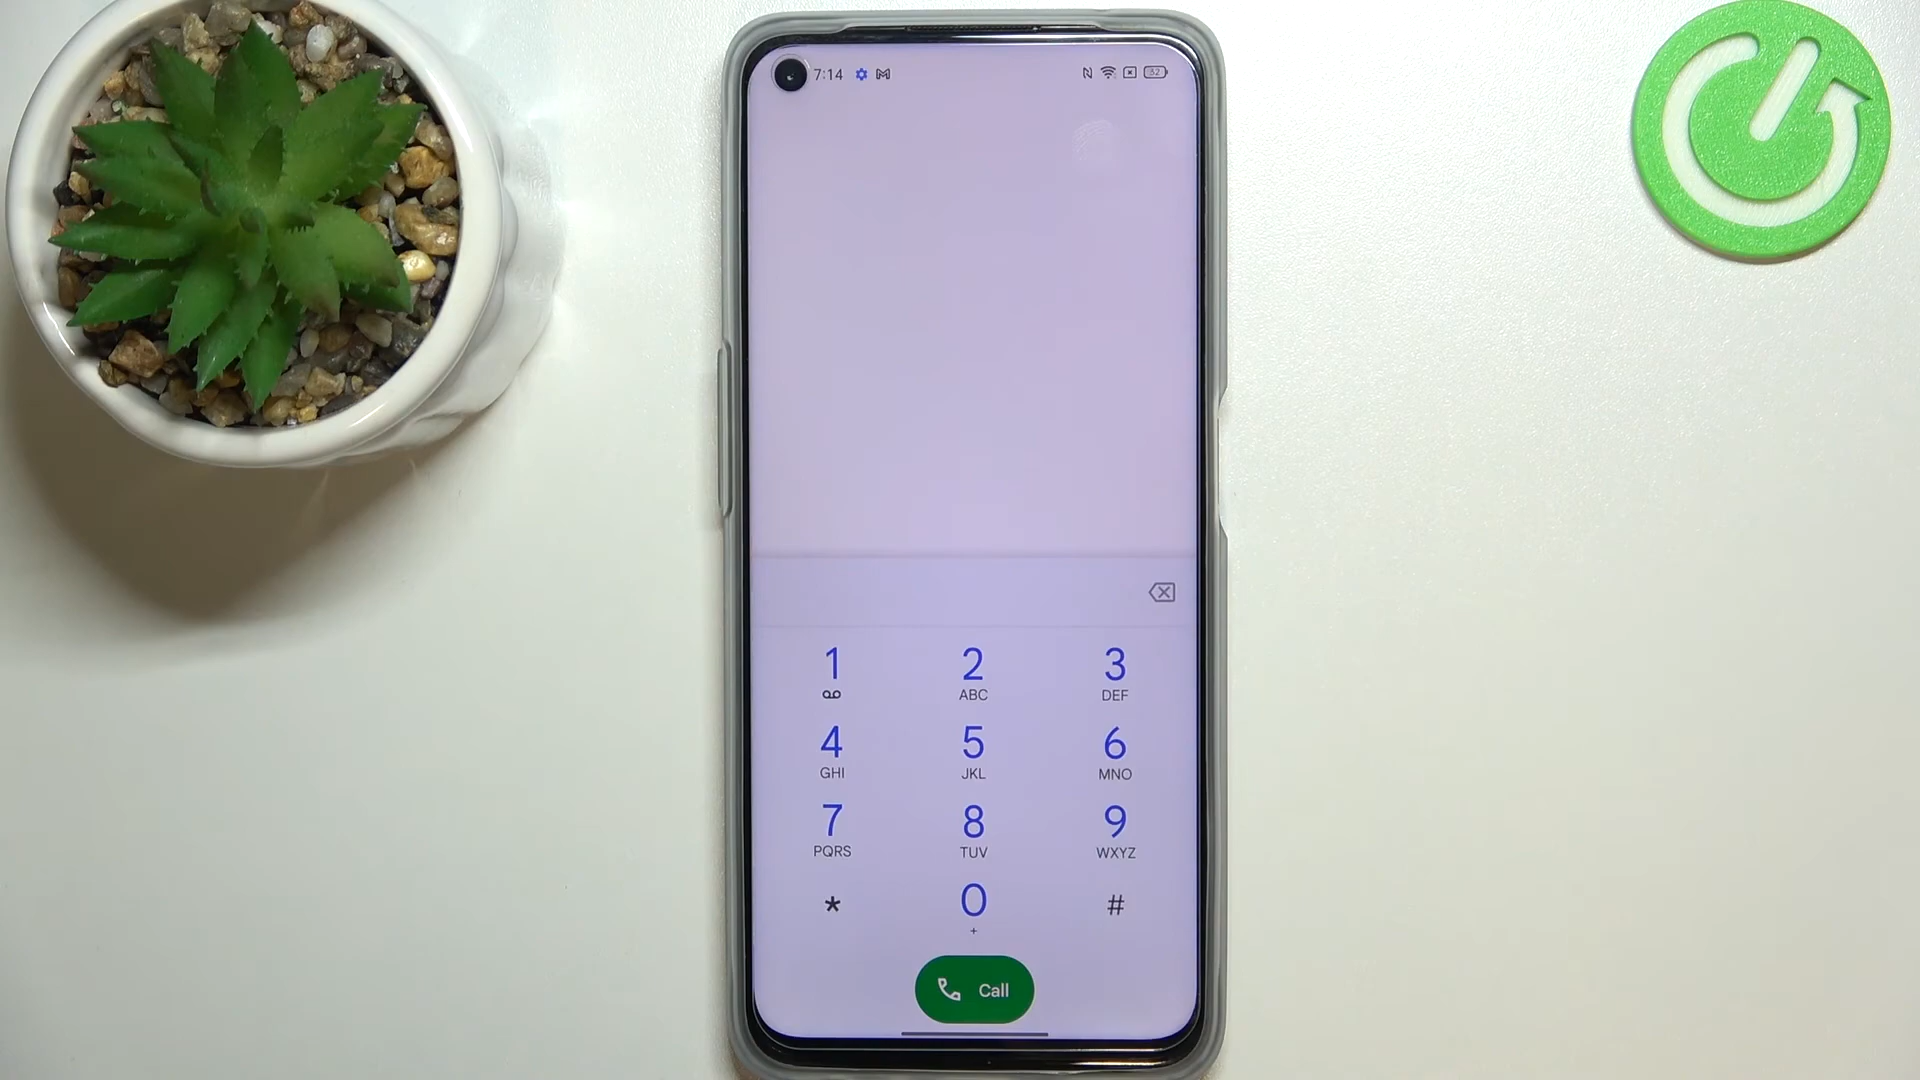 7:14 32
1 2 3
ABC DEF
4 5 6
GHI JKL MNO
7 8 9
PQRS TUV WXYZ
* 0 #
+
Call